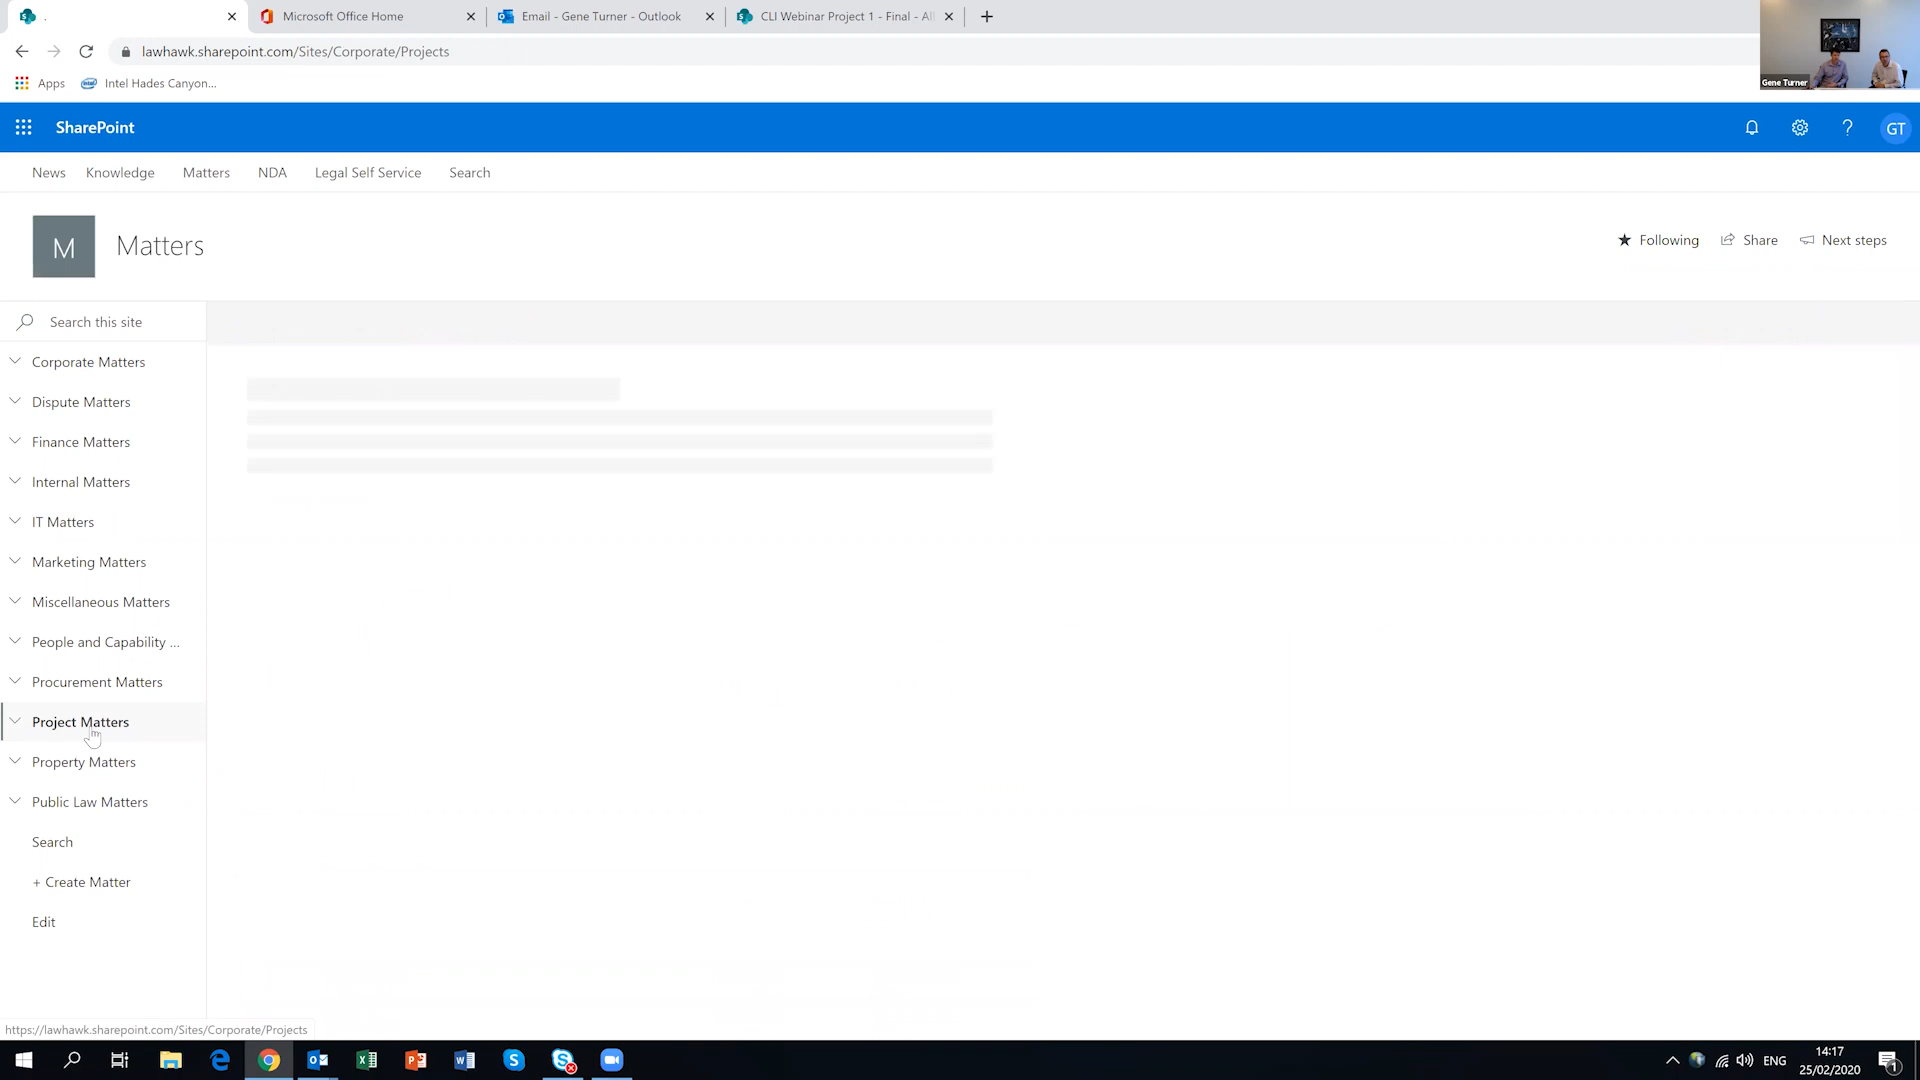 .
Microsoft Office Home
Email - Gene Turner - Outlook
CLI Webinar Project 1 - Final - Al
lawhawk.sharepoint.com/Sites/Corporate/Projects
Apps
Intel Hades Canyon...
Gene Turner
SharePoint
GT
News
Knowledge
Matters
NDA
Legal Self Service
Search
M
Matters
Following
Share
Next steps
Search this site
Corporate Matters
Dispute Matters
Finance Matters
Internal Matters
IT Matters
Marketing Matters
Miscellaneous Matters
People and Capability ...
Procurement Matters
Project Matters
Property Matters
Public Law Matters
Search
+ Create Matter
Edit
https://lawhawk.sharepoint.com/Sites/Corporate/Projects
ENG
14:17
25/02/2020
1